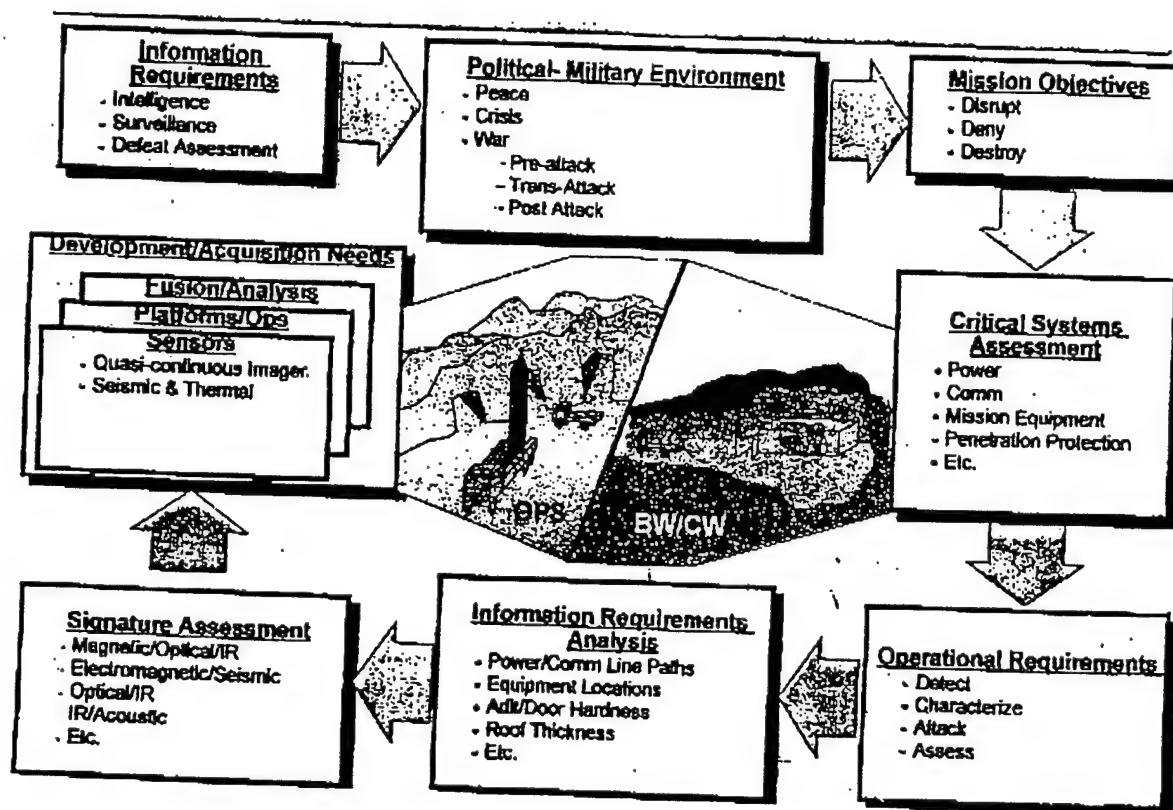 Information
Requirements
- Intelligence
- Surveillance
- Defeat Assessment
Political- Military Environment
- Peace
- Crisis
- War
- Pre-attack
- Trans-Attack
- Post Attack
Mission Objectives
- Disrupt
- Deny
- Destroy
Development/Acquisition Needs
Fusion/Analysis
Platforms/Ops
Sensors
- Quasi-continuous Imager.
- Seismic & Thermal
OPS
BW/CW
Critical Systems
Assessment
• Power
• Comm
• Mission Equipment
- Penetration Protection
• Etc.
Signature Assessment
- Magnetic/Optical/IR
- Electromagnetic/Seismic
- Optical/IR
IR/Acoustic
- Etc.
Information Requirements
Analysis
• Power/Comm Line Paths
- Equipment Locations
• Adit/Door Hardness
- Roof Thickness
- Etc.
Operational Requirements
- Detect
- Characterize
- Attack
- Assess